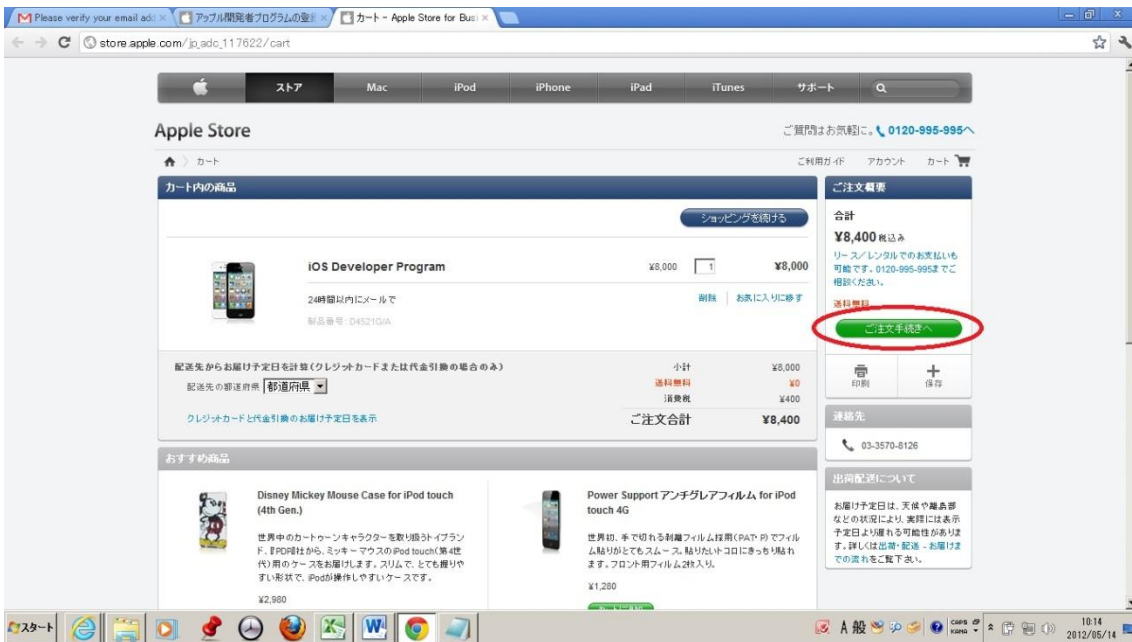 Please verify your email add
アップル開発者プログラムの登
カート - Apple Store for Busi
store.apple.com/jp_adc_117622/cart
ストア Mac iPod iPhone iPad iTunes サポート
Apple Store
ご質問はお気軽に。0120-995-995へ
カート
ご利用ガイド アカウント カート
カート内の商品
ショッピングを続ける
iOS Developer Program
¥8,000 1 ¥8,000
24時間以内にメールで
削除 お気に入りに移す
製品番号: D4521G/A
配送先からお届け予定日を計算(クレジットカードまたは代金引換の場合のみ)
配送先の都道府県 都道府県
クレジットカードと代金引換のお届け予定日を表示
小計 ¥8,000
送料無料 ¥0
消費税 ¥400
ご注文合計 ¥8,400
ご注文概要
合計
¥8,400 税込み
リース/レンタルでのお支払いも
可能です。0120-995-995までご
相談ください。
送料無料
ご注文手続きへ
印刷 保存
連絡先
03-3570-8126
出荷配送について
お届け予定日は、天候や離島部
などの状況により、実際には表示
予定日より遅れる可能性がありま
す。詳しくは出荷・配送 - お届けま
での流れをご覧下さい。
おすすめ商品
Disney Mickey Mouse Case for iPod touch
(4th Gen.)
世界中のカートゥーンキャラクターを取り扱うトイブラン
ド、『PDP』社から、ミッキーマウスのiPod touch(第4世
代)用のケースをお届けします。スリムで、とても握りや
すい形状で、iPodが操作しやすいケースです。
¥2,980
Power Support アンチグレアフィルム for iPod
touch 4G
世界初、手で切れる剥離フィルム採用(PAT・P)でフィル
ム貼りがとてもスムース。貼りたいトコロにきっちり貼れ
ます。フロント用フィルム2枚入り。
¥1,280
スタート
A 般
CAPS
KANA
10:14
2012/05/14